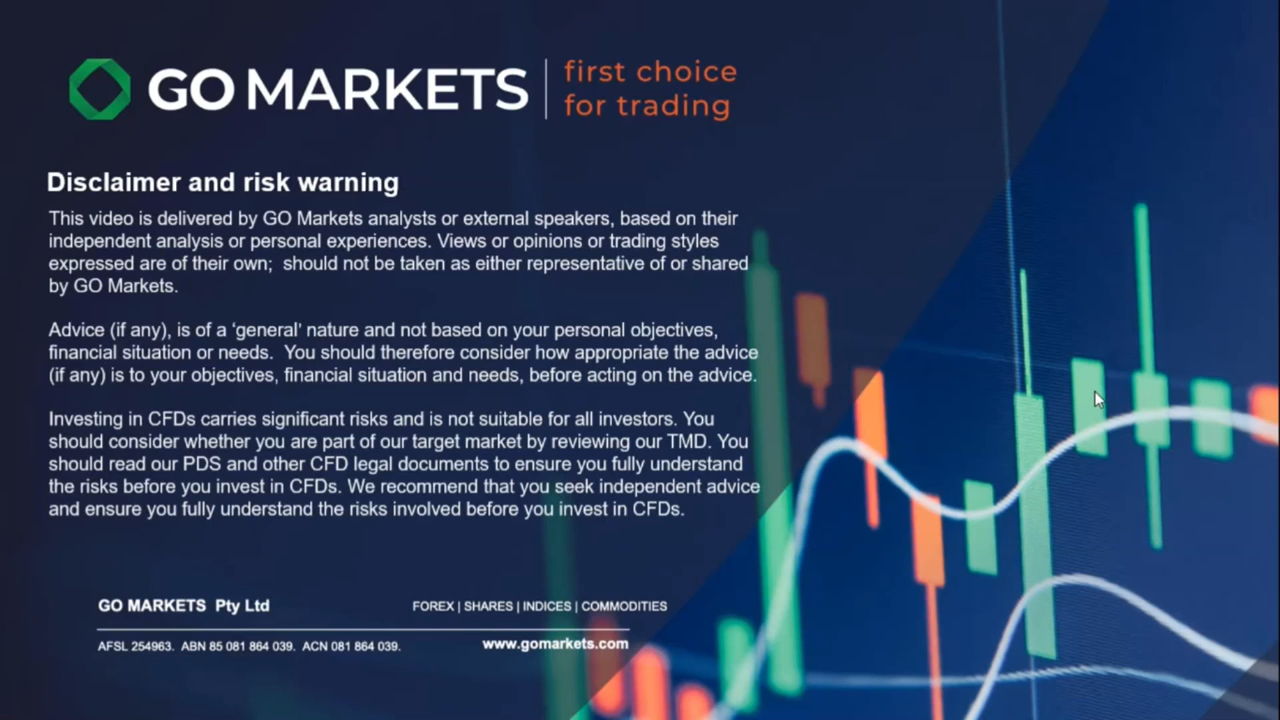 GO MARKETS
first choice
for trading
Disclaimer and risk warning
This video is delivered by GO Markets analysts or external speakers, based on their
independent analysis or personal experiences. Views or opinions or trading styles
expressed are of their own;  should not be taken as either representative of or shared
by GO Markets.
Advice (if any), is of a ‘general’ nature and not based on your personal objectives,
financial situation or needs.  You should therefore consider how appropriate the advice
(if any) is to your objectives, financial situation and needs, before acting on the advice.
Investing in CFDs carries significant risks and is not suitable for all investors. You
should consider whether you are part of our target market by reviewing our TMD. You
should read our PDS and other CFD legal documents to ensure you fully understand
the risks before you invest in CFDs. We recommend that you seek independent advice
and ensure you fully understand the risks involved before you invest in CFDs.
GO MARKETS  Pty Ltd
FOREX | SHARES | INDICES | COMMODITIES
AFSL 254963.  ABN 85 081 864 039.  ACN 081 864 039.
www.gomarkets.com